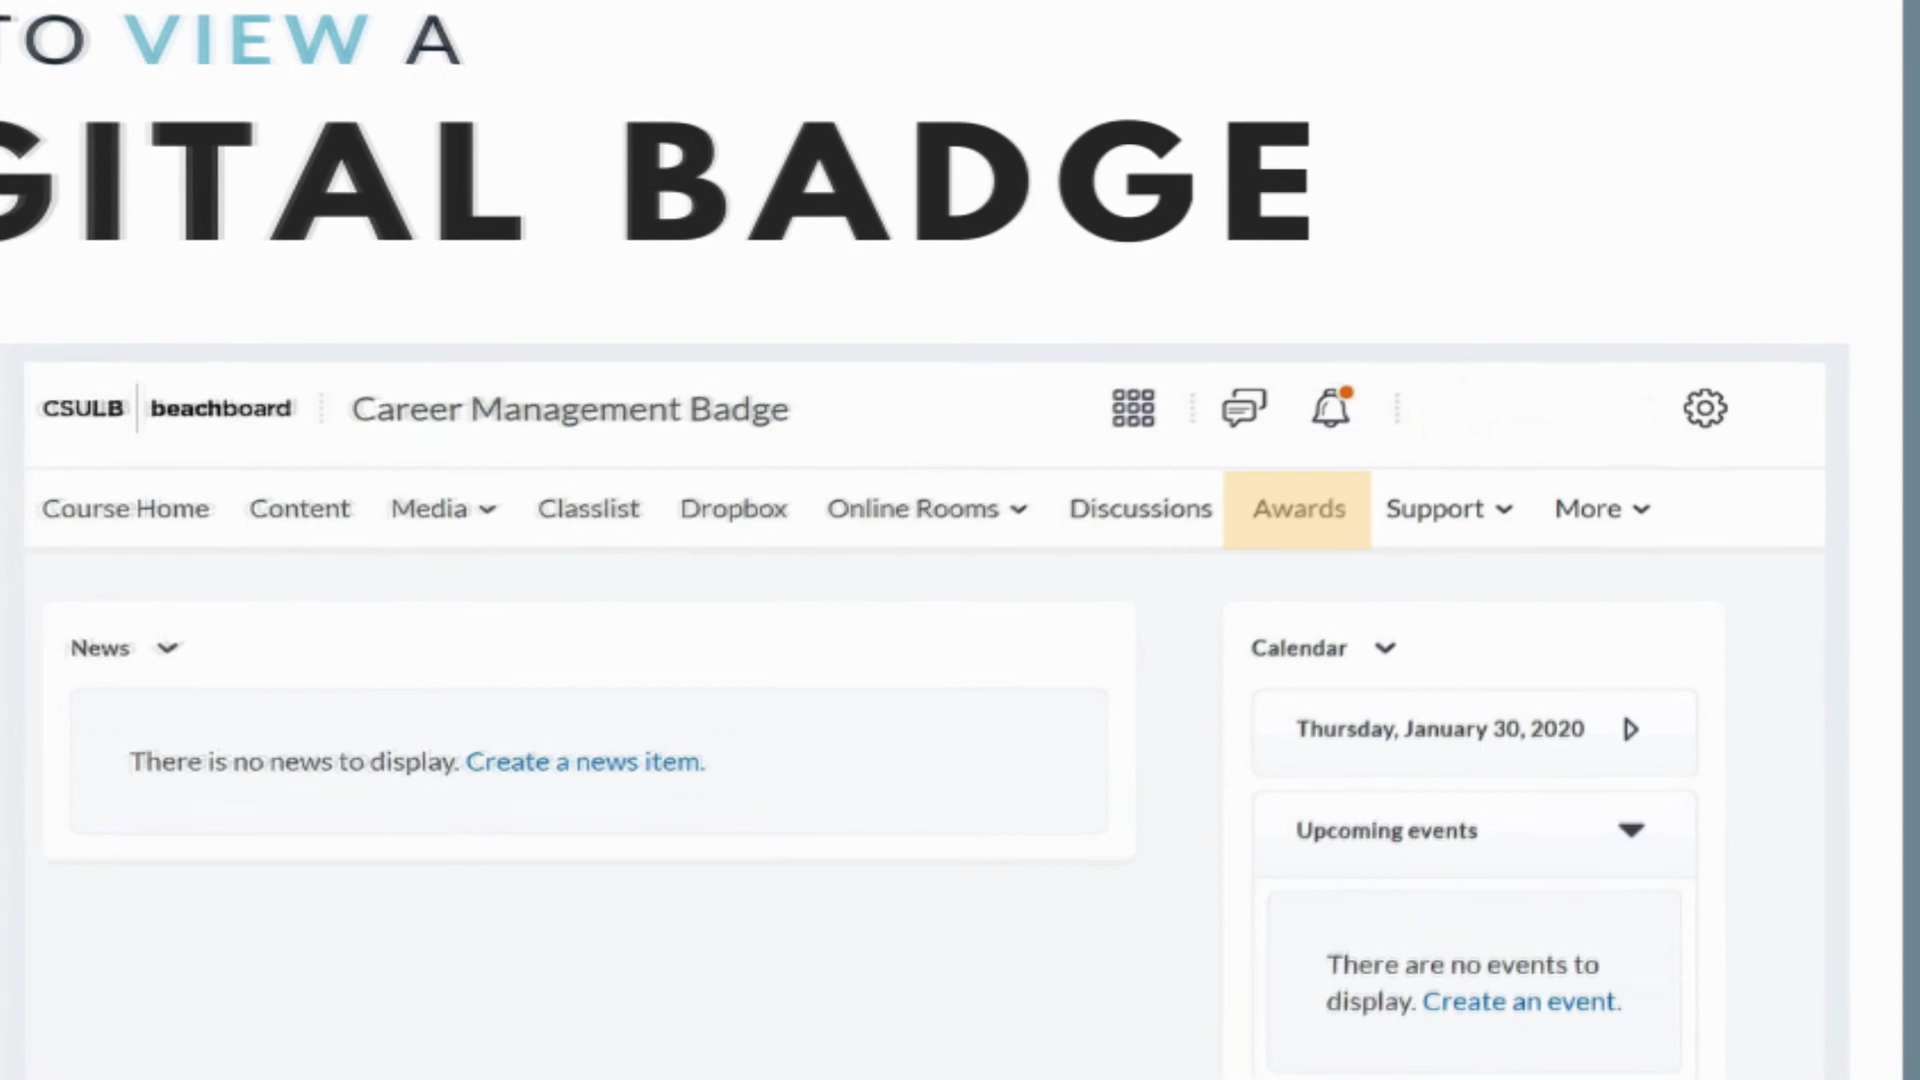 TO VIEW A
GITAL BADGE
CSULB beachboard Career Management Badge
Course Home Content Media Classlist Dropbox Online Rooms Discussions Awards Support More
News
There is no news to display. Create a news item.
Calendar
Thursday, January 30, 2020
Upcoming events
There are no events to
display. Create an event.